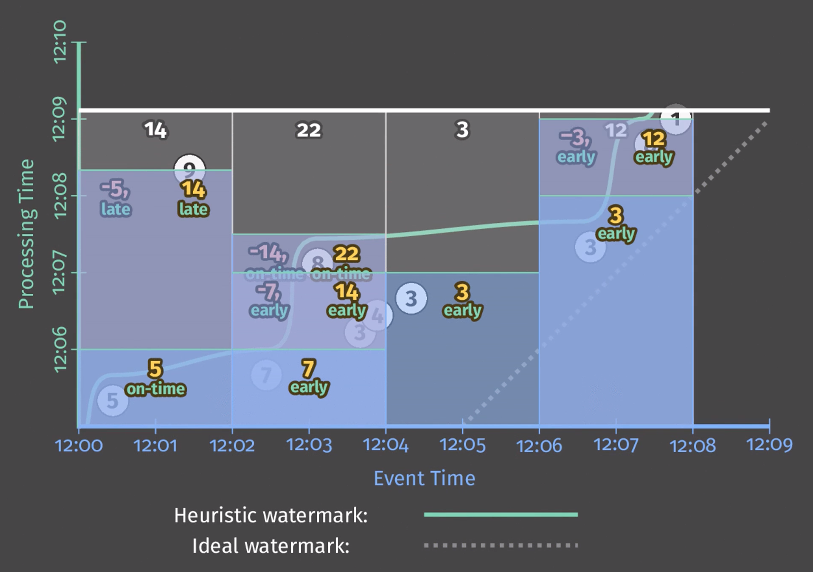 12:10
12:09
12:08
12:07
12:06
Processing Time
14
22
3
12
1
9
8
4
3
3
3
7
5
-5,
late
14
late
-14,
on-time
22
on-time
-7,
early
14
early
3
early
-3,
early
12
early
3
early
5
on-time
7
early
12:00
12:01
12:02
12:03
12:04
12:05
12:06
12:07
12:08
12:09
Event Time
Heuristic watermark:
Ideal watermark: